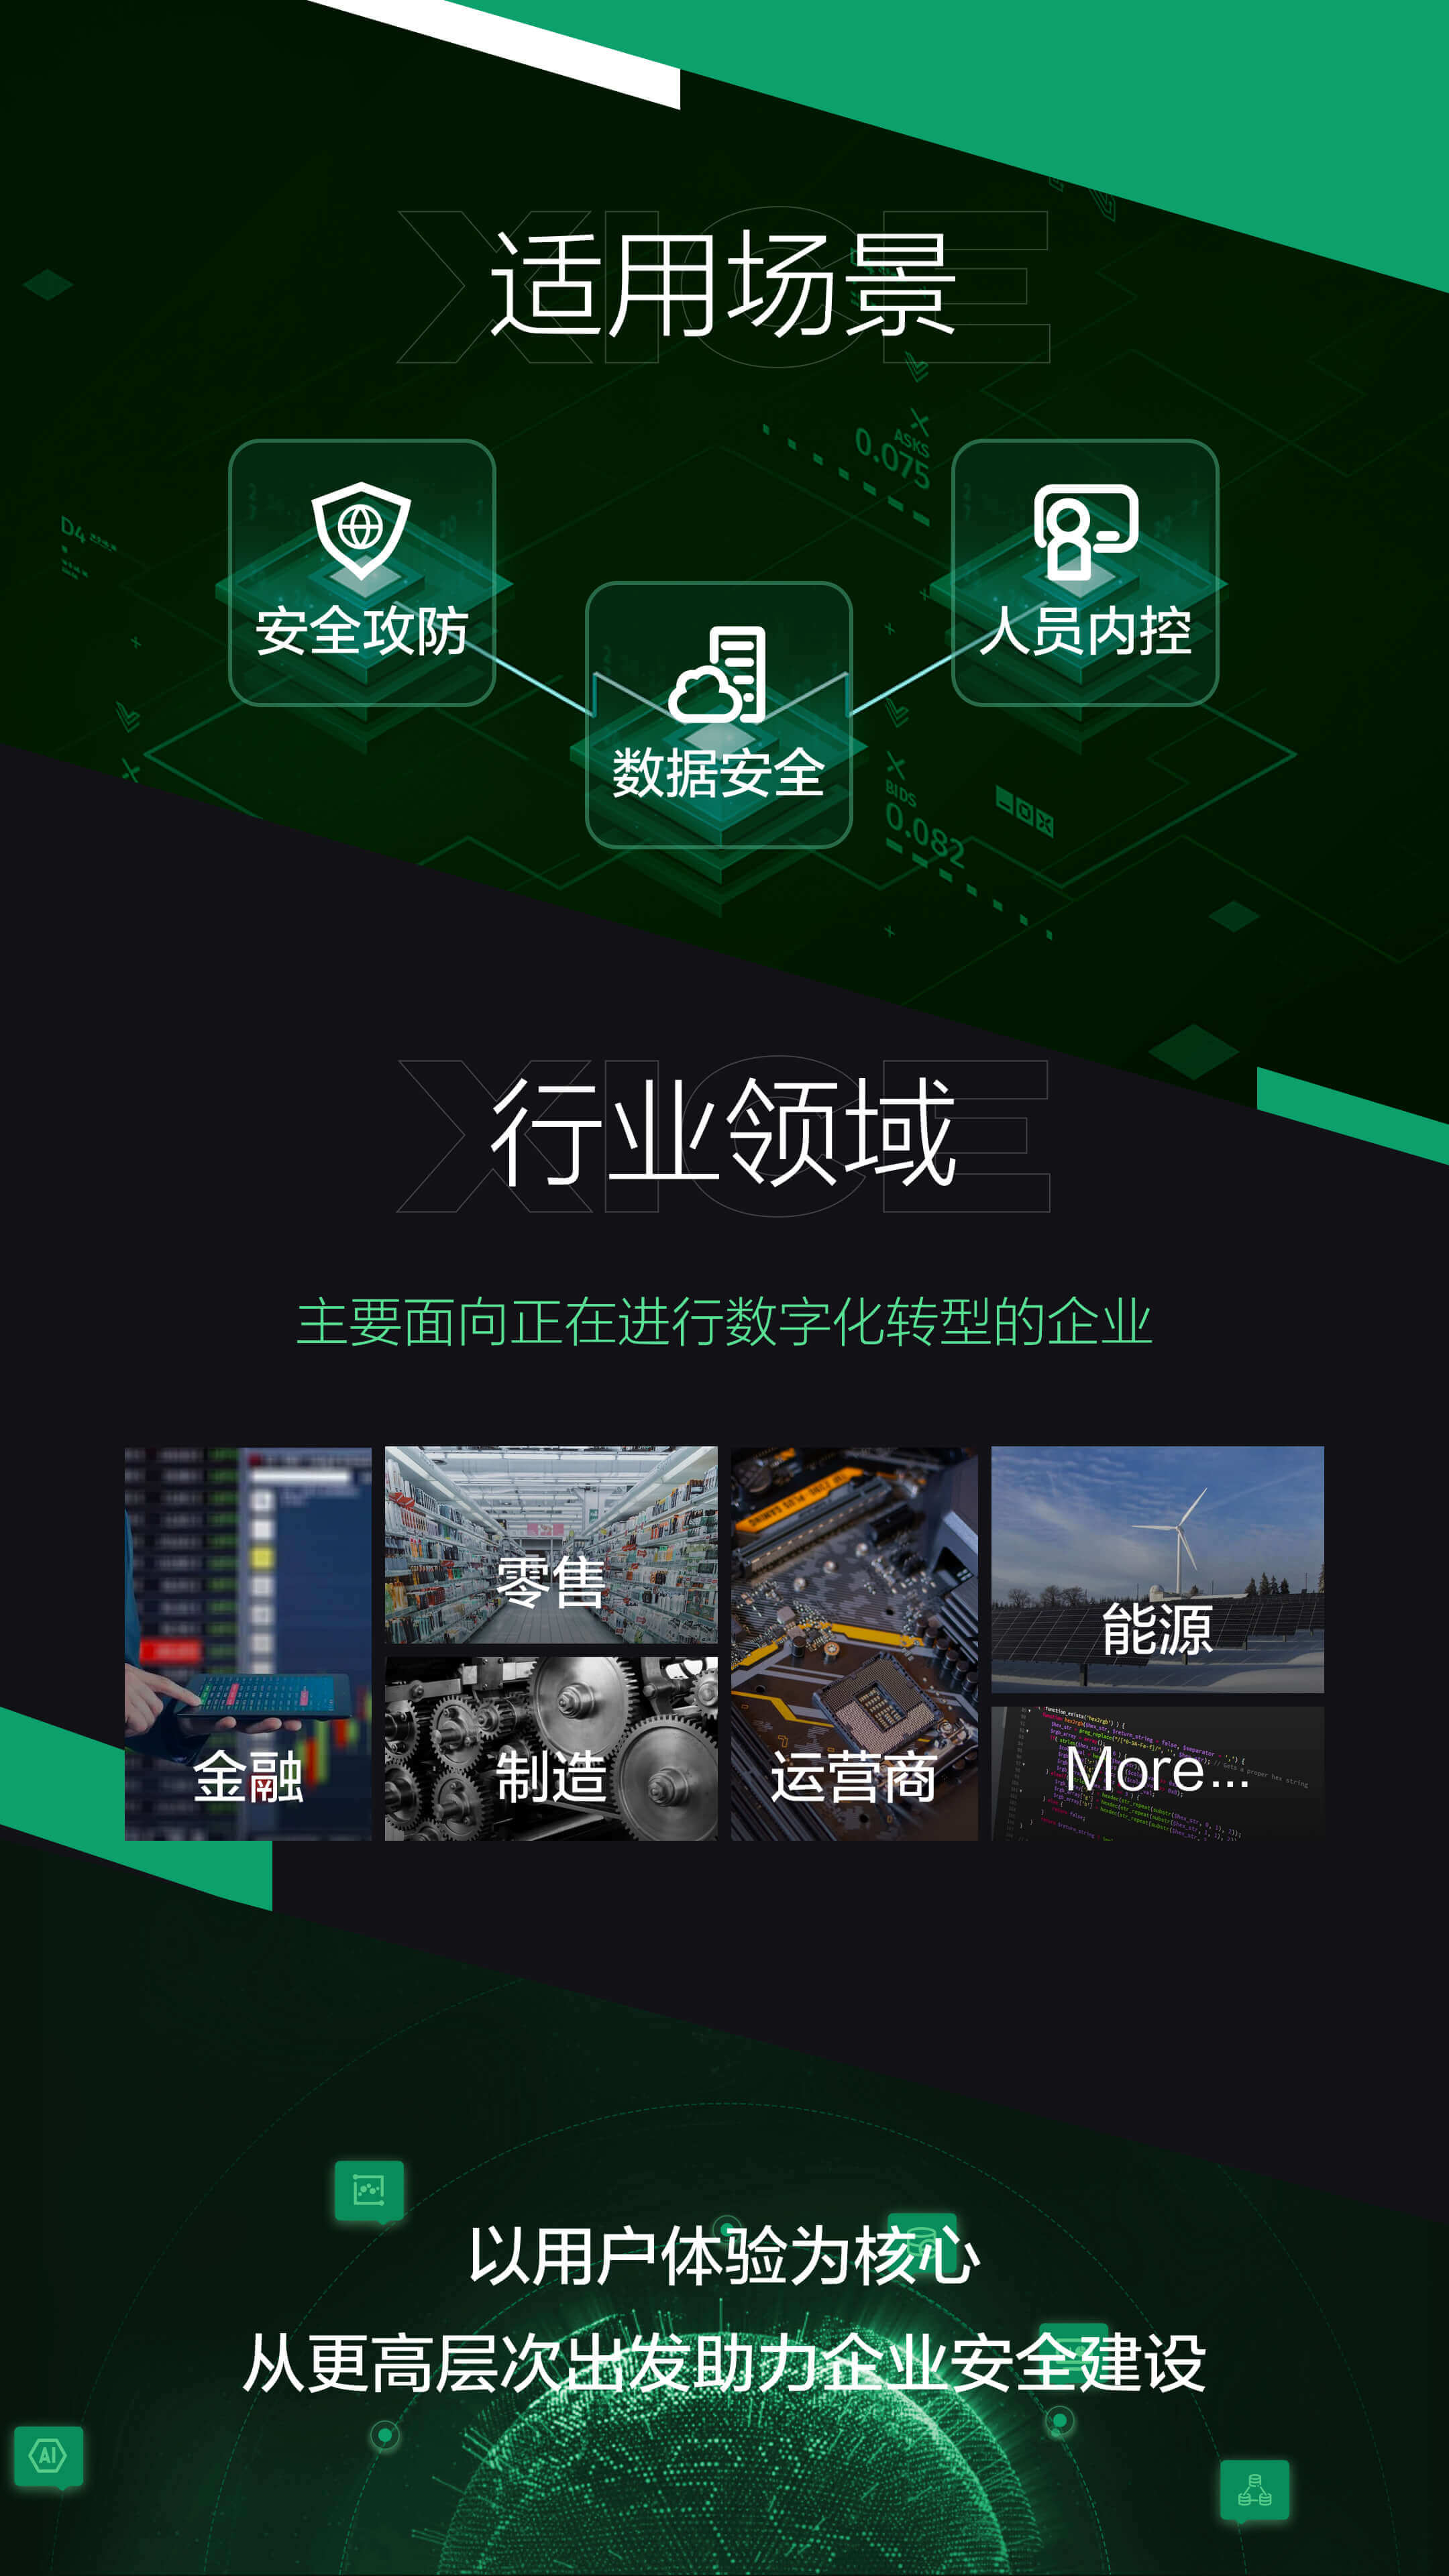 XICE
适用场景
安全攻防
人员内控
数据安全
D4
ASKS
0.075
BIDS
0.082
XICE
行业领域
主要面向正在进行数字化转型的企业
零售
能源
金融
制造
运营商
More...
以用户体验为核心
从更高层次出发助力企业安全建设
AI